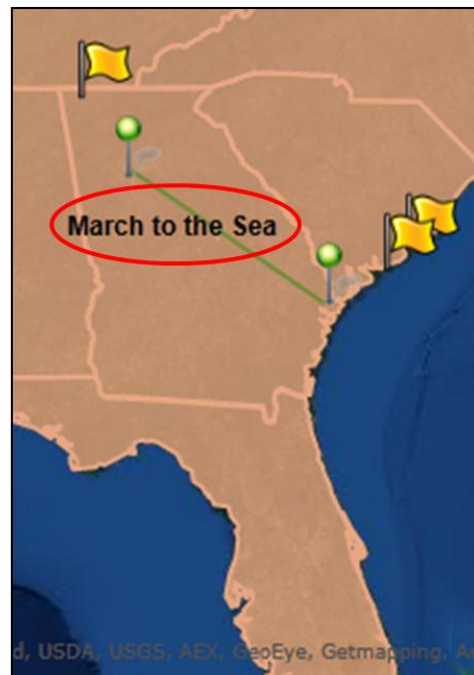 March to the Sea
d, USDA, USGS, AEX, GeoEye, Getmapping, Ae